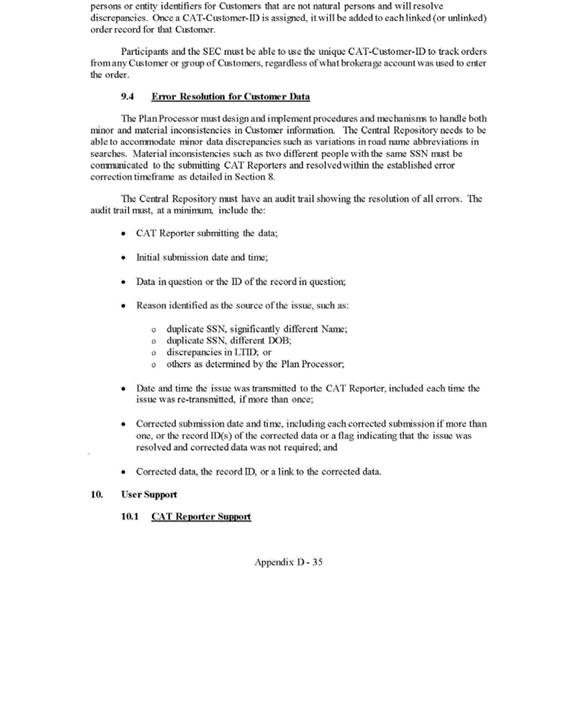 persons or entity identifiers for Customers that are not natural persons and will resolve
discrepancies. Once a CAT-Customer-ID is assigned, it will be added to each linked (or unlinked)
order record for that Customer.
Participants and the SEC must be able to use the unique CAT-Customer-ID to track orders
from any Customer or group of Customers, regardless of what brokerage account was used to enter
the order.
9.4 Error Resolution for Customer Data
The Plan Processor must design and implement procedures and mechanisms to handle both
minor and material inconsistencies in Customer information. The Central Repository needs to be
able to accommodate minor data discrepancies such as variations in road name abbreviations in
searches. Material inconsistencies such as two different people with the same SSN must be
communicated to the submitting CAT Reporters and resolved within the established error
correction timeframe as detailed in Section 8.
The Central Repository must have an audit trail showing the resolution of all errors. The
audit trail must, at a minimum, include the:
• CAT Reporter submitting the data;
• Initial submission date and time;
• Data in question or the ID of the record in question;
• Reason identified as the source of the issue, such as:
o duplicate SSN, significantly different Name;
o duplicate SSN, different DOB;
o discrepancies in LTID; or
o others as determined by the Plan Processor;
• Date and time the issue was transmitted to the CAT Reporter, included each time the
issue was re-transmitted, if more than once;
• Corrected submission date and time, including each corrected submission if more than
one, or the record ID(s) of the corrected data or a flag indicating that the issue was
resolved and corrected data was not required; and
• Corrected data, the record ID, or a link to the corrected data.
10. User Support
10.1 CAT Reporter Support
Appendix D - 35